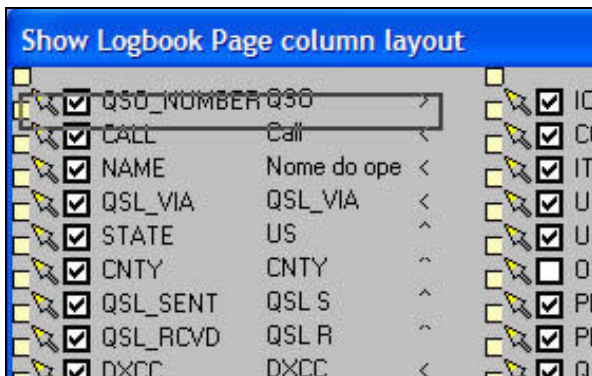 Show Logbook Page column layout
QSO_NUMBER QSO >
CALL Call <
NAME Nome do ope <
QSL_VIA QSL_VIA <
STATE US ^
CNTY CNTY ^
QSL_SENT QSL S ^
QSL_RCVD QSL R ^
DXCC DXCC <